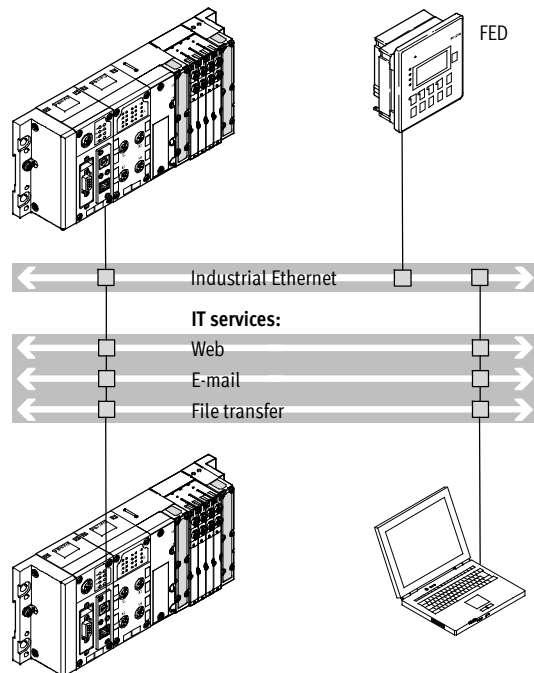 FED
Industrial Ethernet
IT services:
Web
E-mail
File transfer